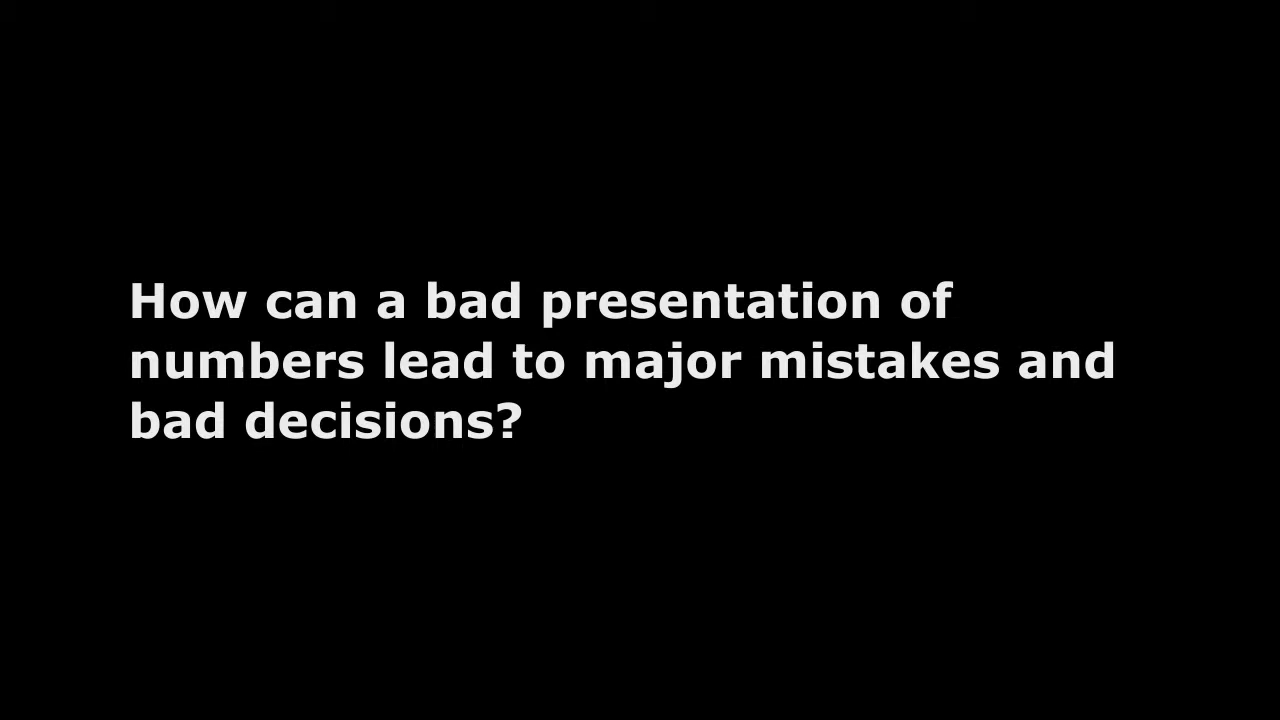 How can a bad presentation of
numbers lead to major mistakes and
bad decisions?